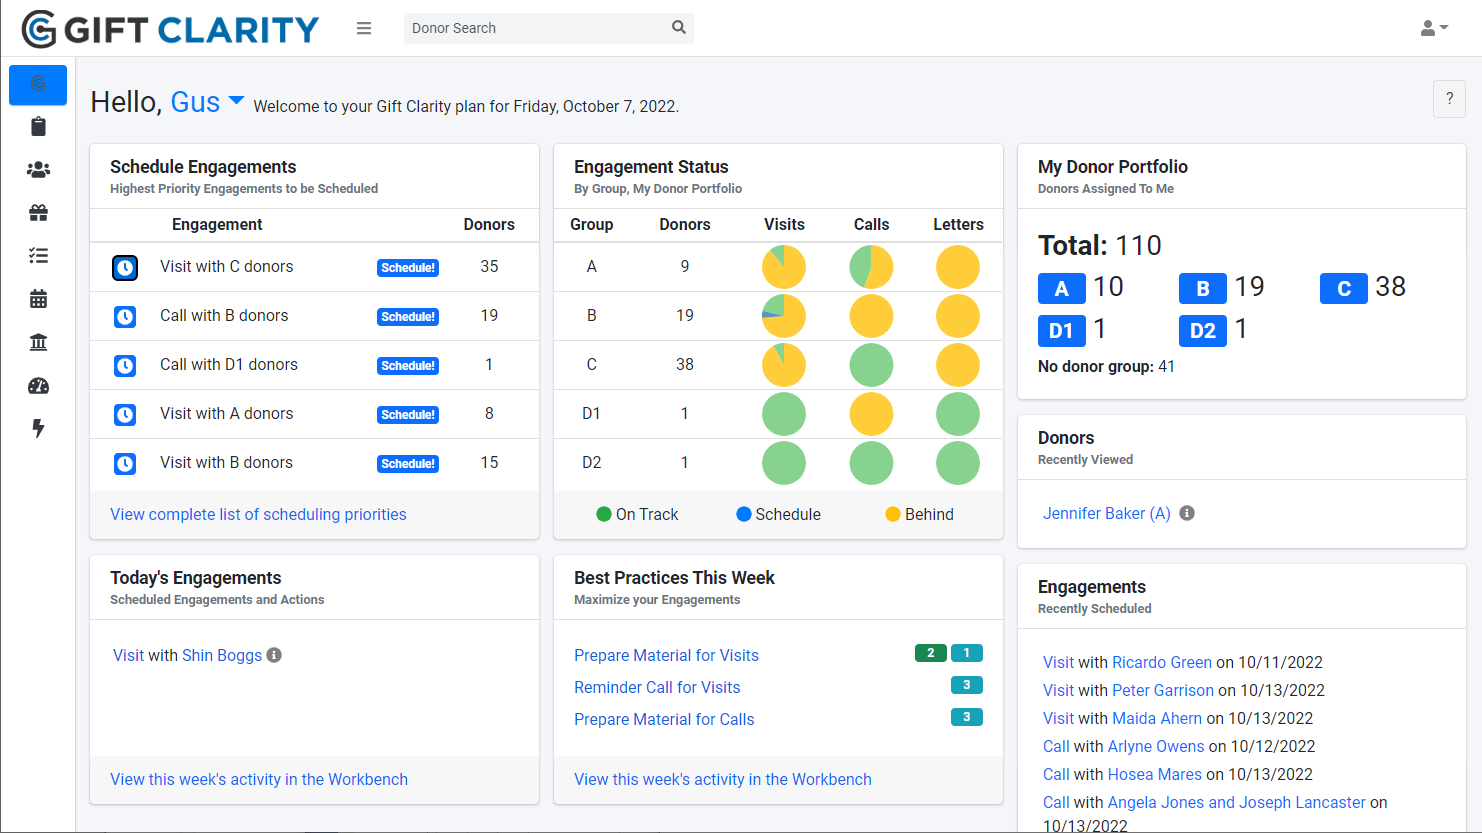 GIFT CLARITY
Donor Search
Hello, Gus Welcome to your Gift Clarity plan for Friday, October 7, 2022.
?
Schedule Engagements
Highest Priority Engagements to be Scheduled
Engagement Donors
Visit with C donors Schedule! 35
Call with B donors Schedule! 19
Call with D1 donors Schedule! 1
Visit with A donors Schedule! 8
Visit with B donors Schedule! 15
View complete list of scheduling priorities
Engagement Status
By Group, My Donor Portfolio
Group Donors Visits Calls Letters
A 9
B 19
C 38
D1 1
D2 1
On Track Schedule Behind
My Donor Portfolio
Donors Assigned To Me
Total: 110
A 10 B 19 C 38
D1 1 D2 1
No donor group: 41
Donors
Recently Viewed
Jennifer Baker (A)
Today's Engagements
Scheduled Engagements and Actions
Visit with Shin Boggs
View this week's activity in the Workbench
Best Practices This Week
Maximize your Engagements
Prepare Material for Visits 2 1
Reminder Call for Visits 3
Prepare Material for Calls 3
View this week's activity in the Workbench
Engagements
Recently Scheduled
Visit with Ricardo Green on 10/11/2022
Visit with Peter Garrison on 10/13/2022
Visit with Maida Ahern on 10/13/2022
Call with Arlyne Owens on 10/12/2022
Call with Hosea Mares on 10/13/2022
Call with Angela Jones and Joseph Lancaster on
10/13/2022